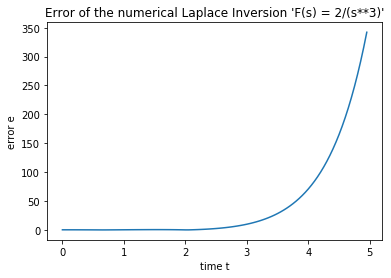 Error of the numerical Laplace Inversion 'F(s) = 2/(s**3)'
350
300
250
200
150
100
50
0
error e
0 1 2 3 4 5
time t